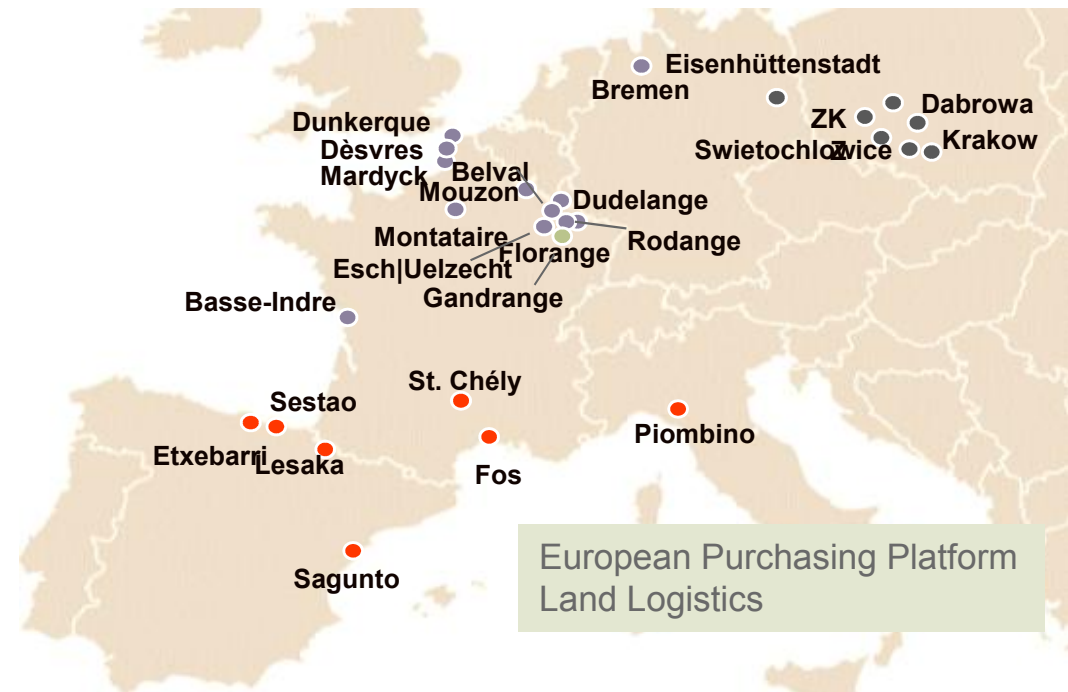 Eisenhüttenstadt
Bremen
Dabrowa
ZK
Krakow
Swietochlowice
Z
Dunkerque
Dèsvres
Mardyck
Belval
Mouzon
Dudelange
Montataire
Rodange
Florange
Esch|Uelzecht
Gandrange
Basse-Indre
St. Chély
Sestao
Piombino
Etxebarri
Lesaka
Fos
Sagunto
European Purchasing Platform
Land Logistics